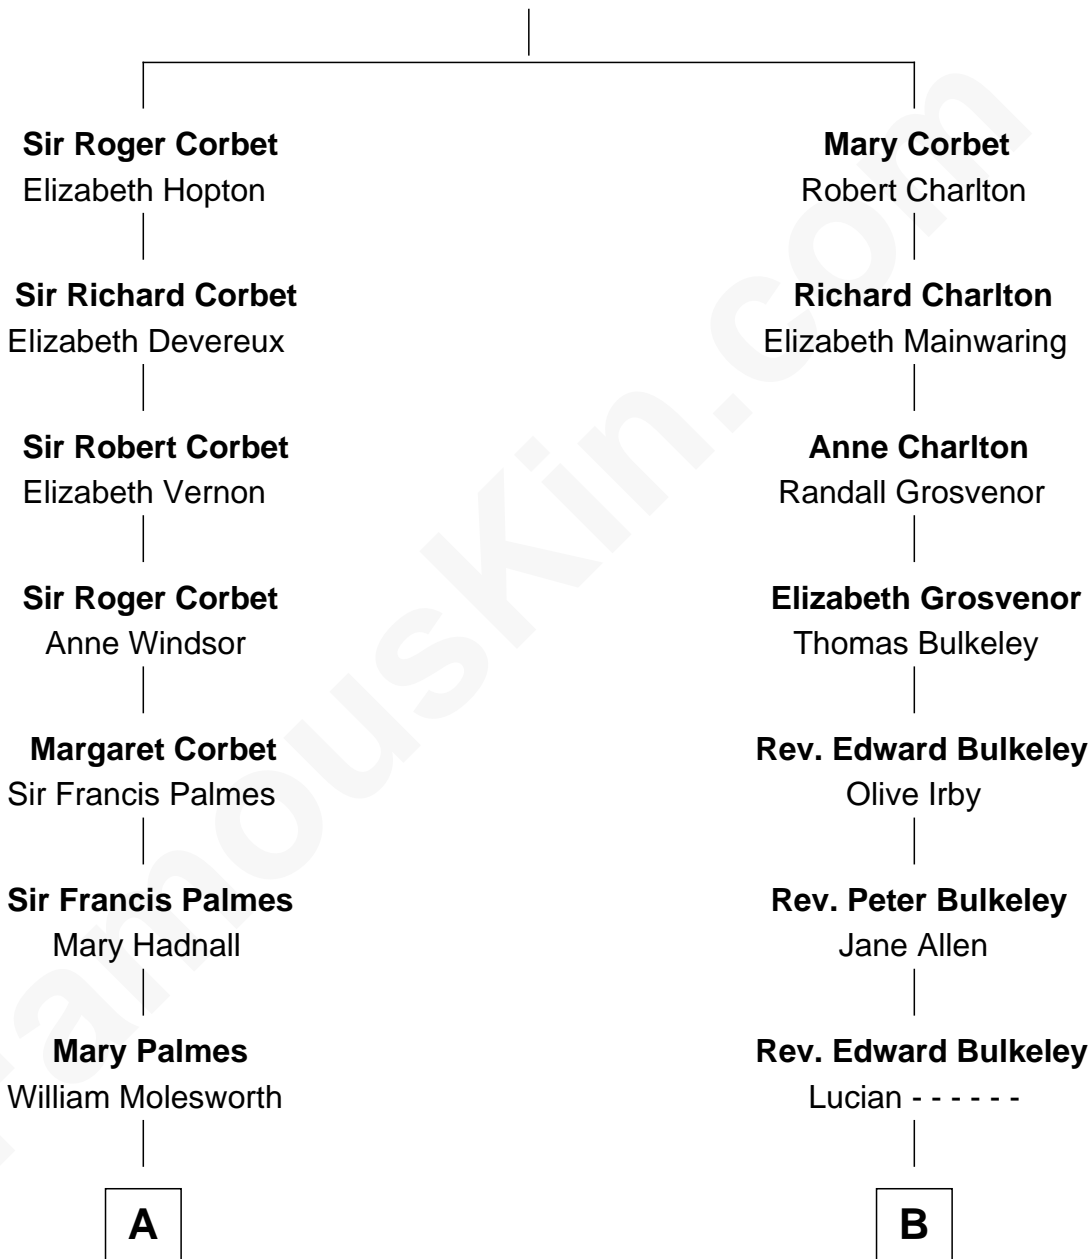 Sir Roger Corbet
Elizabeth Hopton
Sir Richard Corbet
Elizabeth Devereux
Sir Robert Corbet
Elizabeth Vernon
Sir Roger Corbet
Anne Windsor
Margaret Corbet
Sir Francis Palmes
Sir Francis Palmes
Mary Hadnall
Mary Palmes
William Molesworth
A
Mary Corbet
Robert Charlton
Richard Charlton
Elizabeth Mainwaring
Anne Charlton
Randall Grosvenor
Elizabeth Grosvenor
Thomas Bulkeley
Rev. Edward Bulkeley
Olive Irby
Rev. Peter Bulkeley
Jane Allen
Rev. Edward Bulkeley
Lucian - - - - - -
B
FamousKin.com